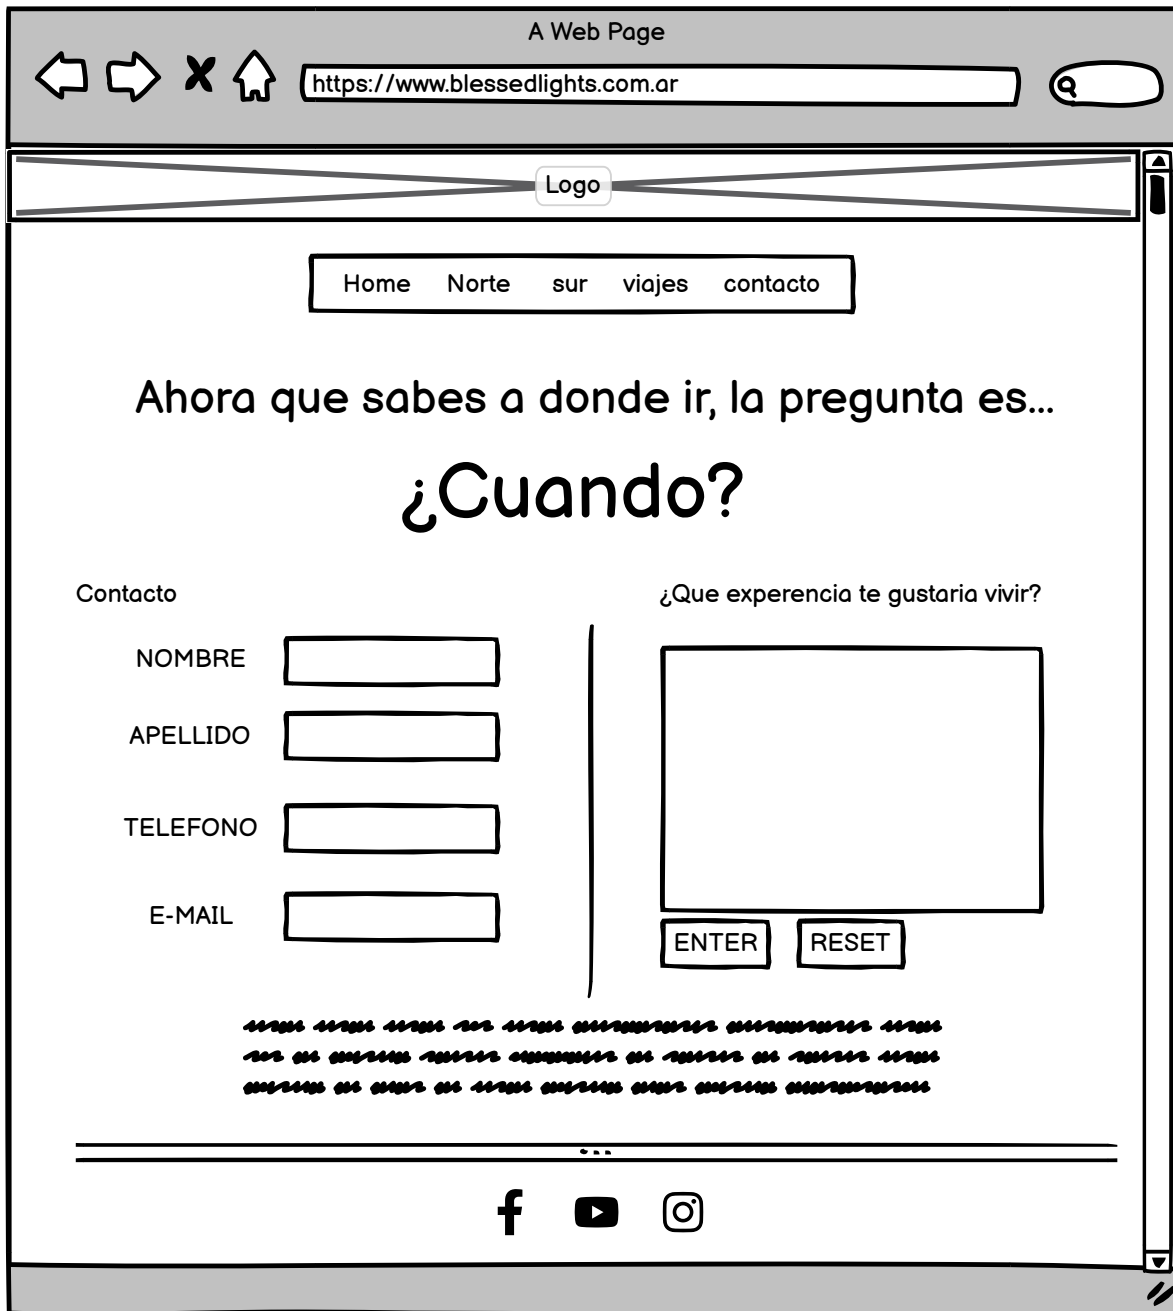 A Web Page
https://www.blessedlights.com.ar
Logo
Home Norte sur viajes contacto
Ahora que sabes a donde ir, la pregunta es...
¿Cuando?
Contacto
¿Que experencia te gustaria vivir?
NOMBRE
APELLIDO
TELEFONO
E-MAIL
ENTER RESET